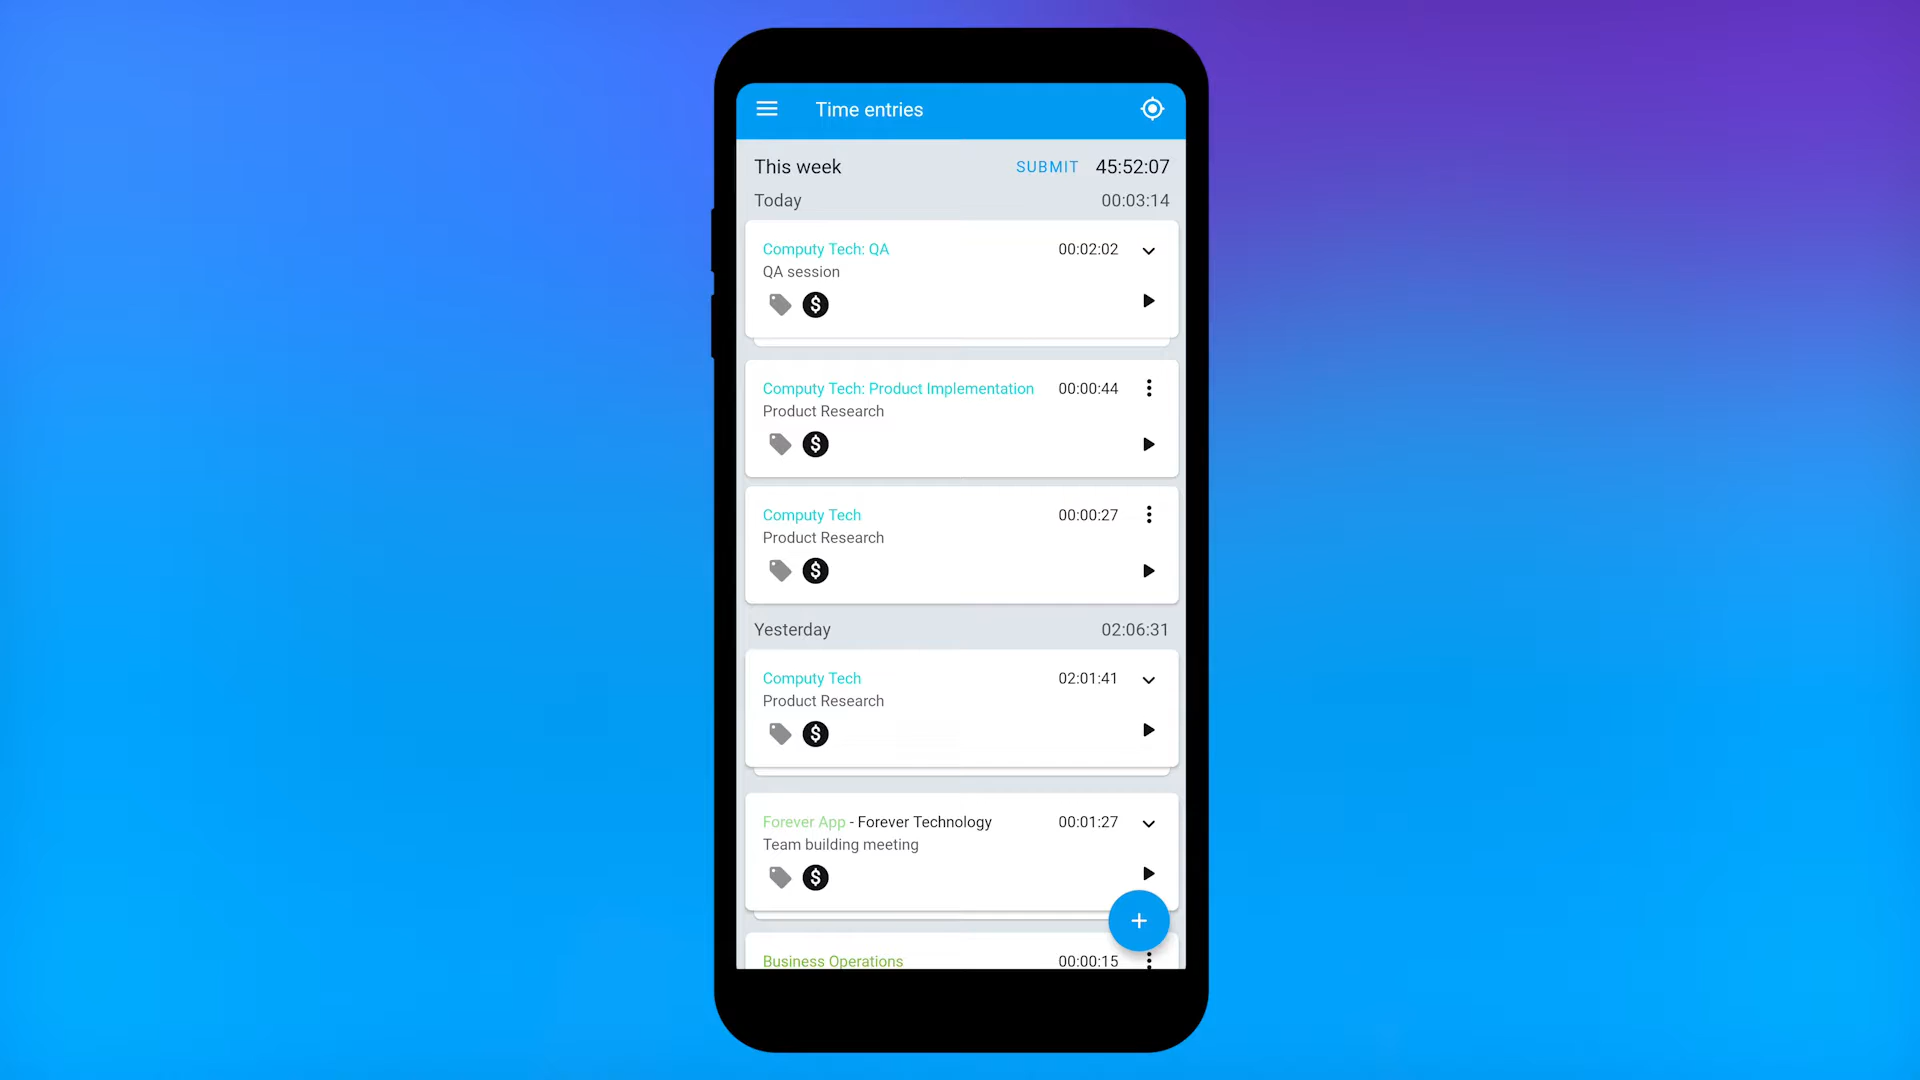 Time entries
This week SUBMIT 45:52:07
Today 00:03:14
Computy Tech: QA 00:02:02
QA session
Computy Tech: Product Implementation 00:00:44
Product Research
Computy Tech 00:00:27
Product Research
Yesterday 02:06:31
Computy Tech 02:01:41
Product Research
Forever App - Forever Technology 00:01:27
Team building meeting
Business Operations 00:00:15